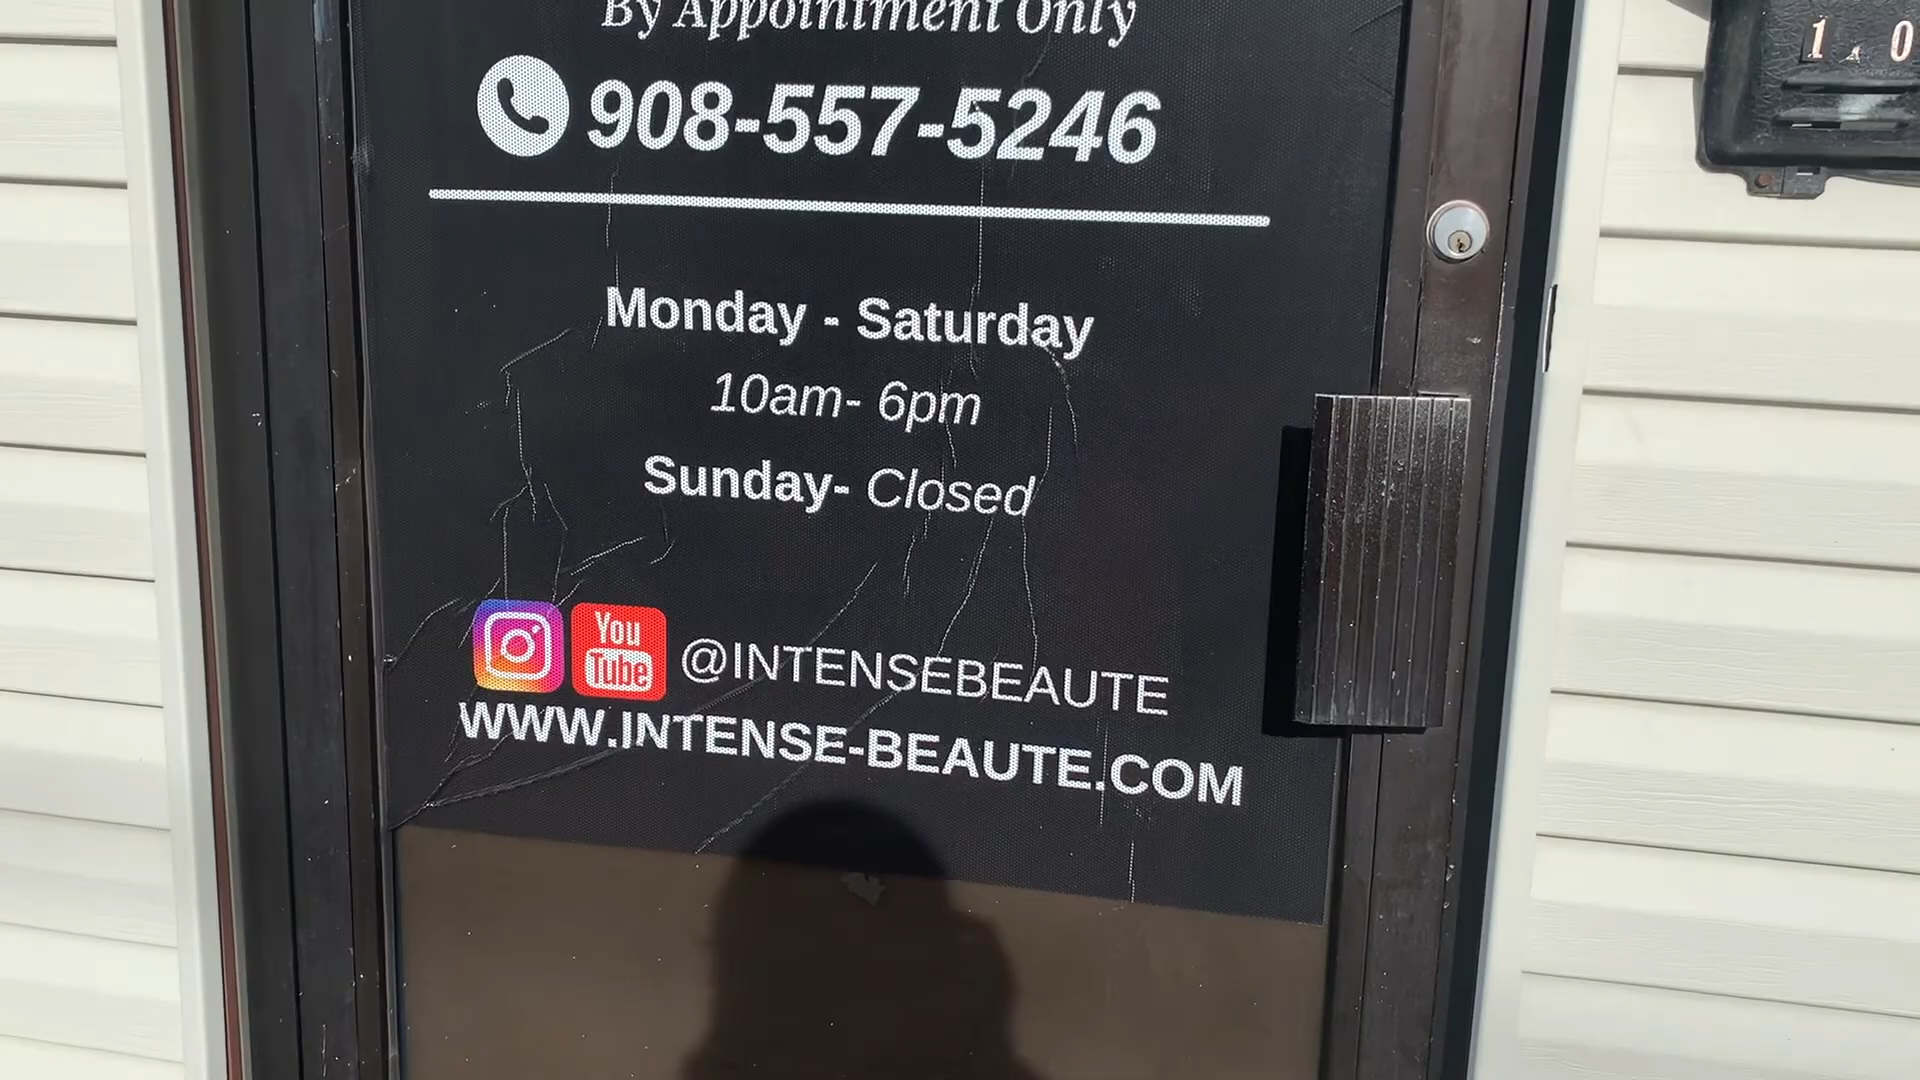 By Appointment Only
908-557-5246
Monday - Saturday
10am- 6pm
Sunday- Closed
You
Tube
@INTENSEBEAUTE
WWW.INTENSE-BEAUTE.COM